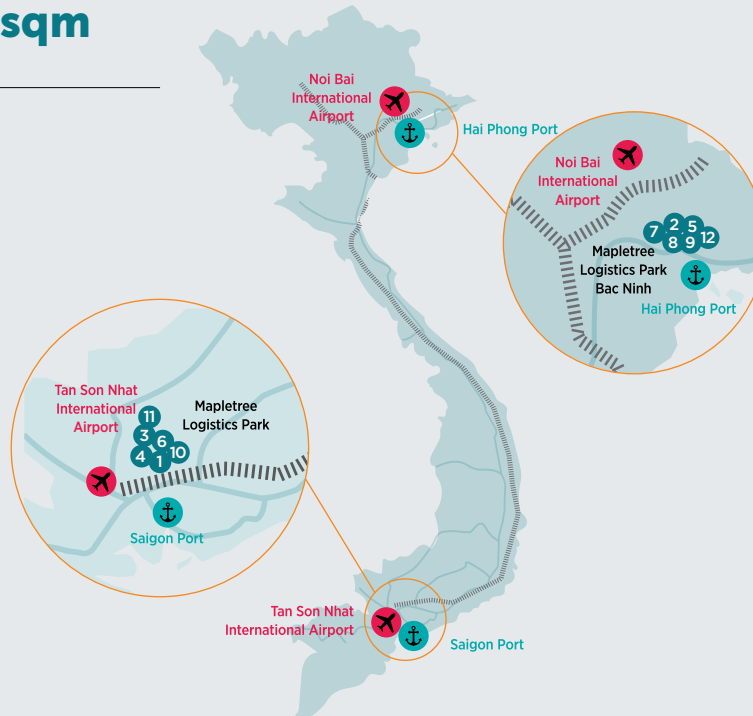 sqm
Noi Bai
International
Airport
Hai Phong Port
Noi Bai
International
Airport
7 2 5
8 9 12
Mapletree
Logistics Park
Bac Ninh
Hai Phong Port
Tan Son Nhat
International
Airport
11
3 6
4 1 10
Mapletree
Logistics Park
Saigon Port
Tan Son Nhat
International Airport
Saigon Port